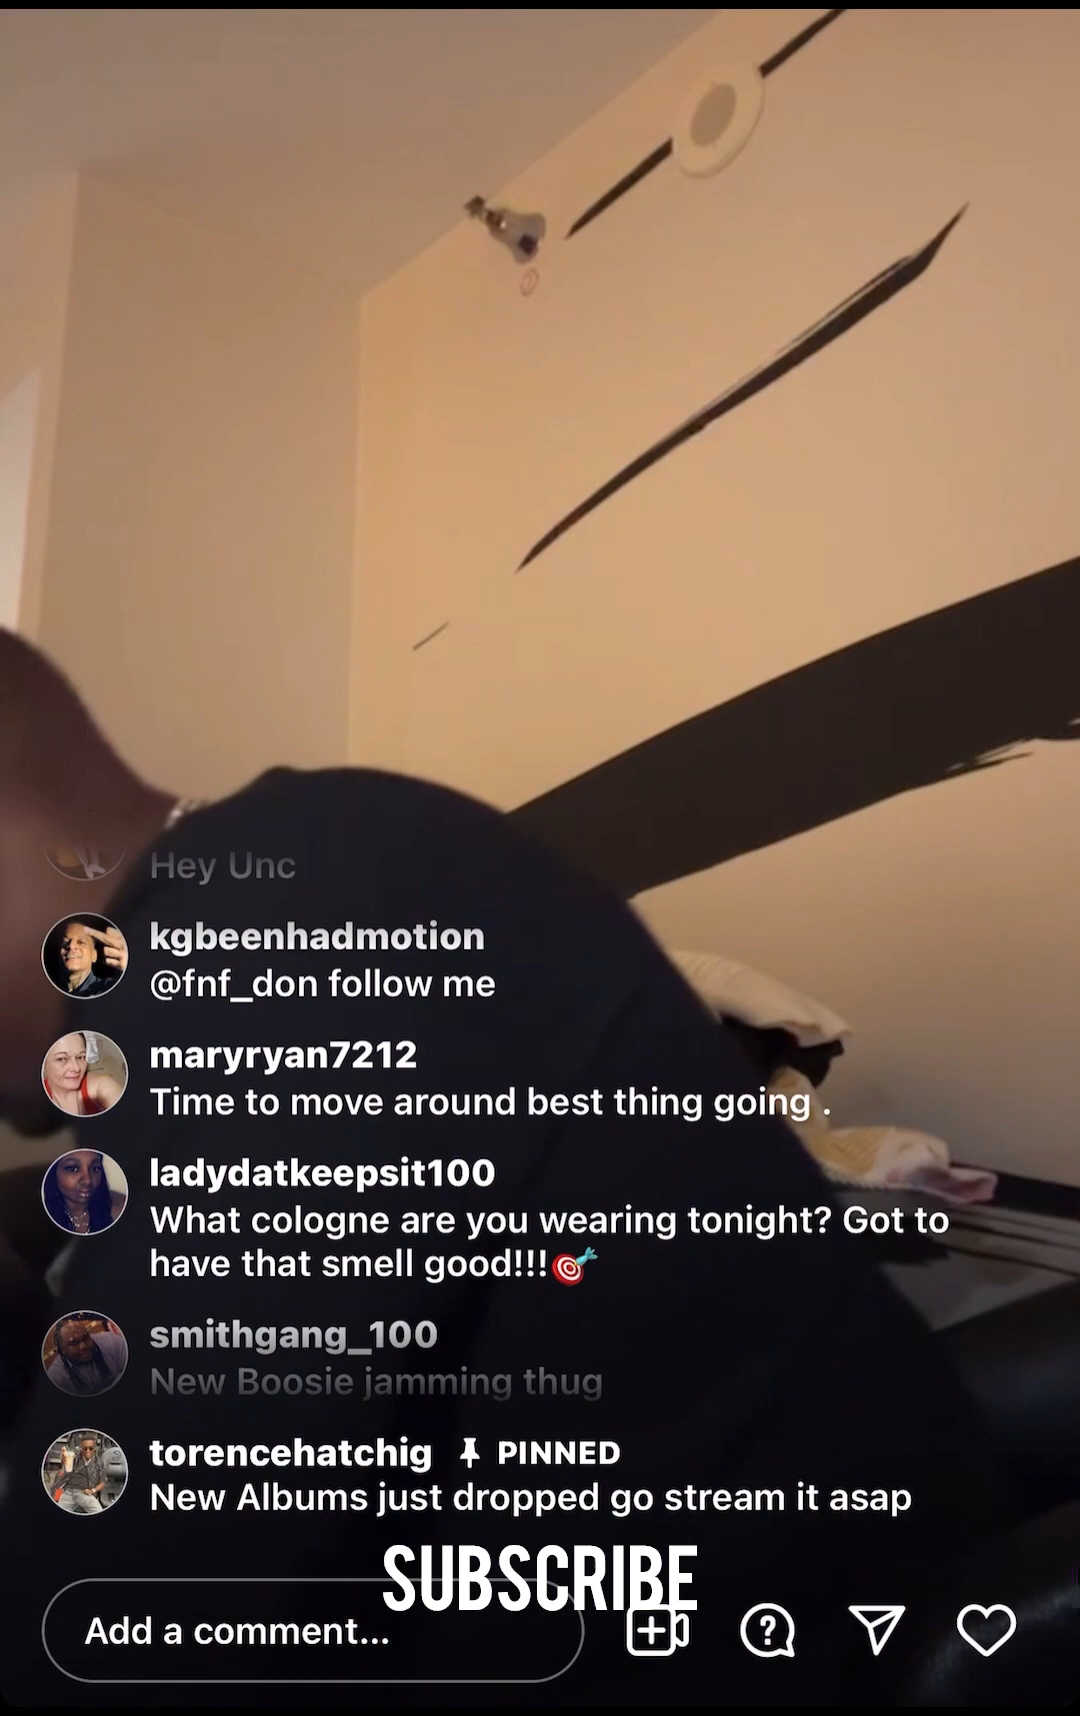 Hey Unc
kgbeenhadmotion
@fnf_don follow me
maryryan7212
Time to move around best thing going .
ladydatkeepsit100
What cologne are you wearing tonight? Got to
have that smell good!!!🎯
smithgang_100
New Boosie jamming thug
torencehatchig PINNED
New Albums just dropped go stream it asap
SUBSCRIBE
Add a comment...